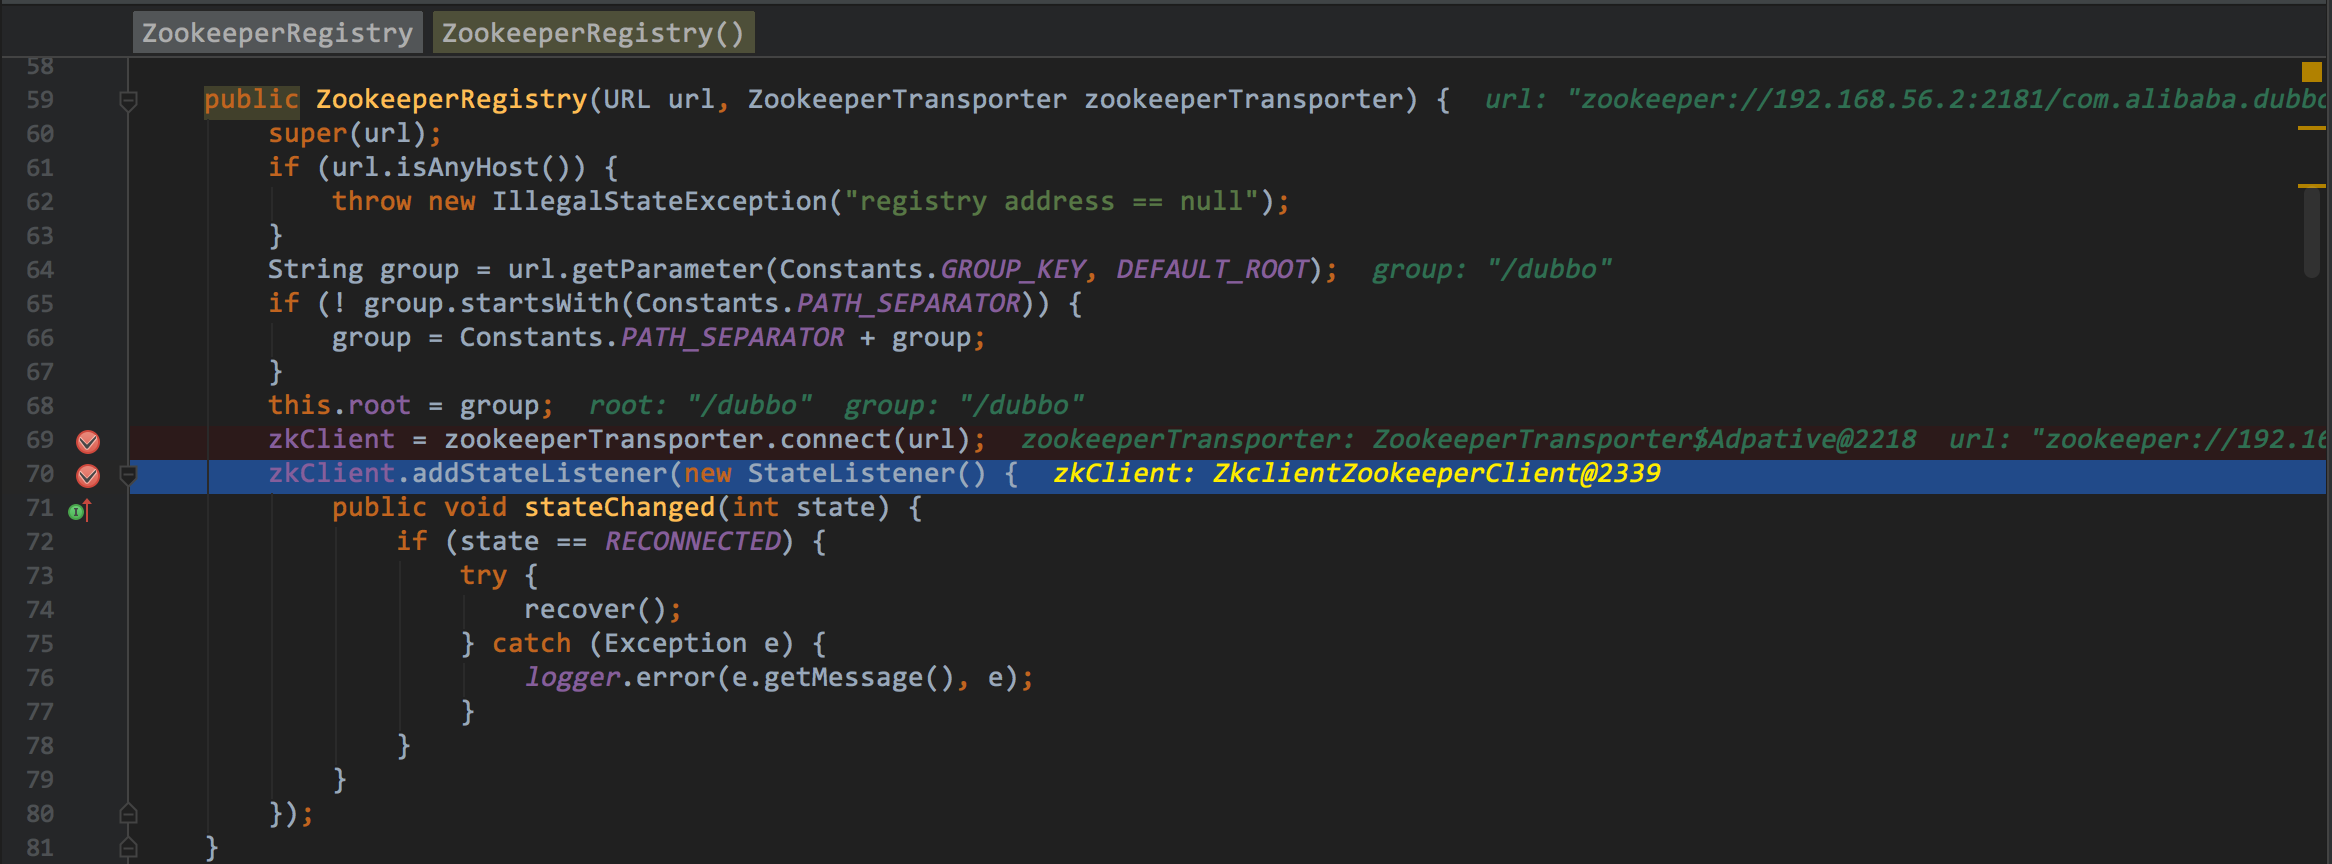 ZookeeperRegistry ZookeeperRegistry()
58
59 public ZookeeperRegistry(URL url, ZookeeperTransporter zookeeperTransporter) { url: "zookeeper://192.168.56.2:2181/com.alibaba.dubbo
60 super(url);
61 if (url.isAnyHost()) {
62 throw new IllegalStateException("registry address == null");
63 }
64 String group = url.getParameter(Constants.GROUP_KEY, DEFAULT_ROOT); group: "/dubbo"
65 if (! group.startsWith(Constants.PATH_SEPARATOR)) {
66 group = Constants.PATH_SEPARATOR + group;
67 }
68 this.root = group; root: "/dubbo" group: "/dubbo"
69 zkClient = zookeeperTransporter.connect(url); zookeeperTransporter: ZookeeperTransporter$Adpative@2218 url: "zookeeper://192.16
70 zkClient.addStateListener(new StateListener() { zkClient: ZkclientZookeeperClient@2339
71 public void stateChanged(int state) {
72 if (state == RECONNECTED) {
73 try {
74 recover();
75 } catch (Exception e) {
76 logger.error(e.getMessage(), e);
77 }
78 }
79 }
80 });
81 }